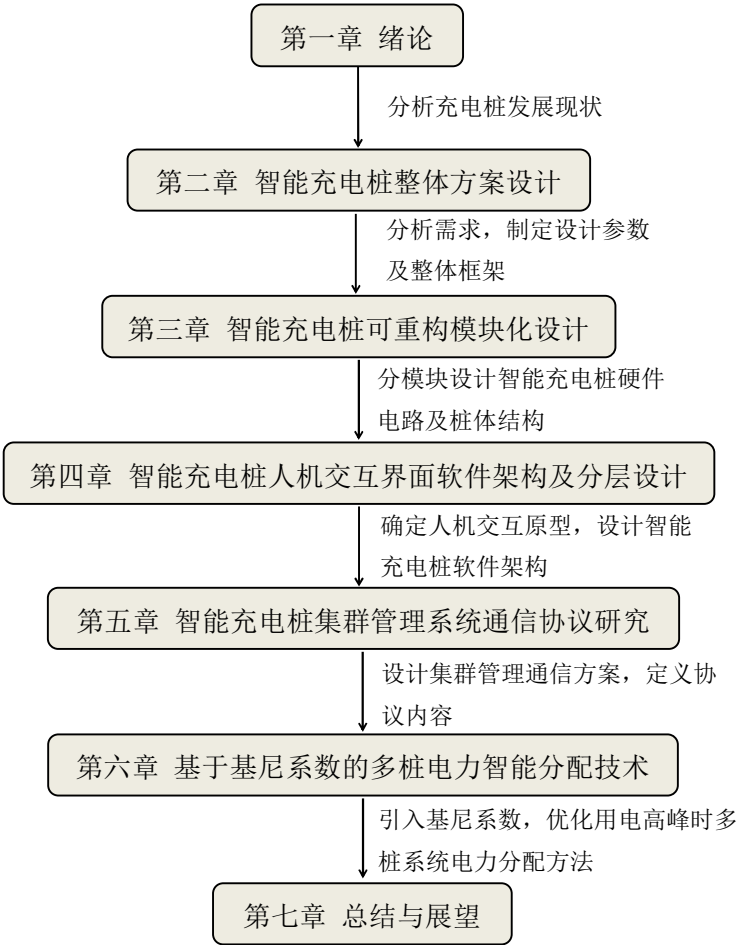 第一章 绪论
分析充电桩发展现状
第二章 智能充电桩整体方案设计
分析需求，制定设计参数
及整体框架
第三章 智能充电桩可重构模块化设计
分模块设计智能充电桩硬件
电路及桩体结构
第四章 智能充电桩人机交互界面软件架构及分层设计
确定人机交互原型，设计智能
充电桩软件架构
第五章 智能充电桩集群管理系统通信协议研究
设计集群管理通信方案，定义协
议内容
第六章 基于基尼系数的多桩电力智能分配技术
引入基尼系数，优化用电高峰时多
桩系统电力分配方法
第七章 总结与展望